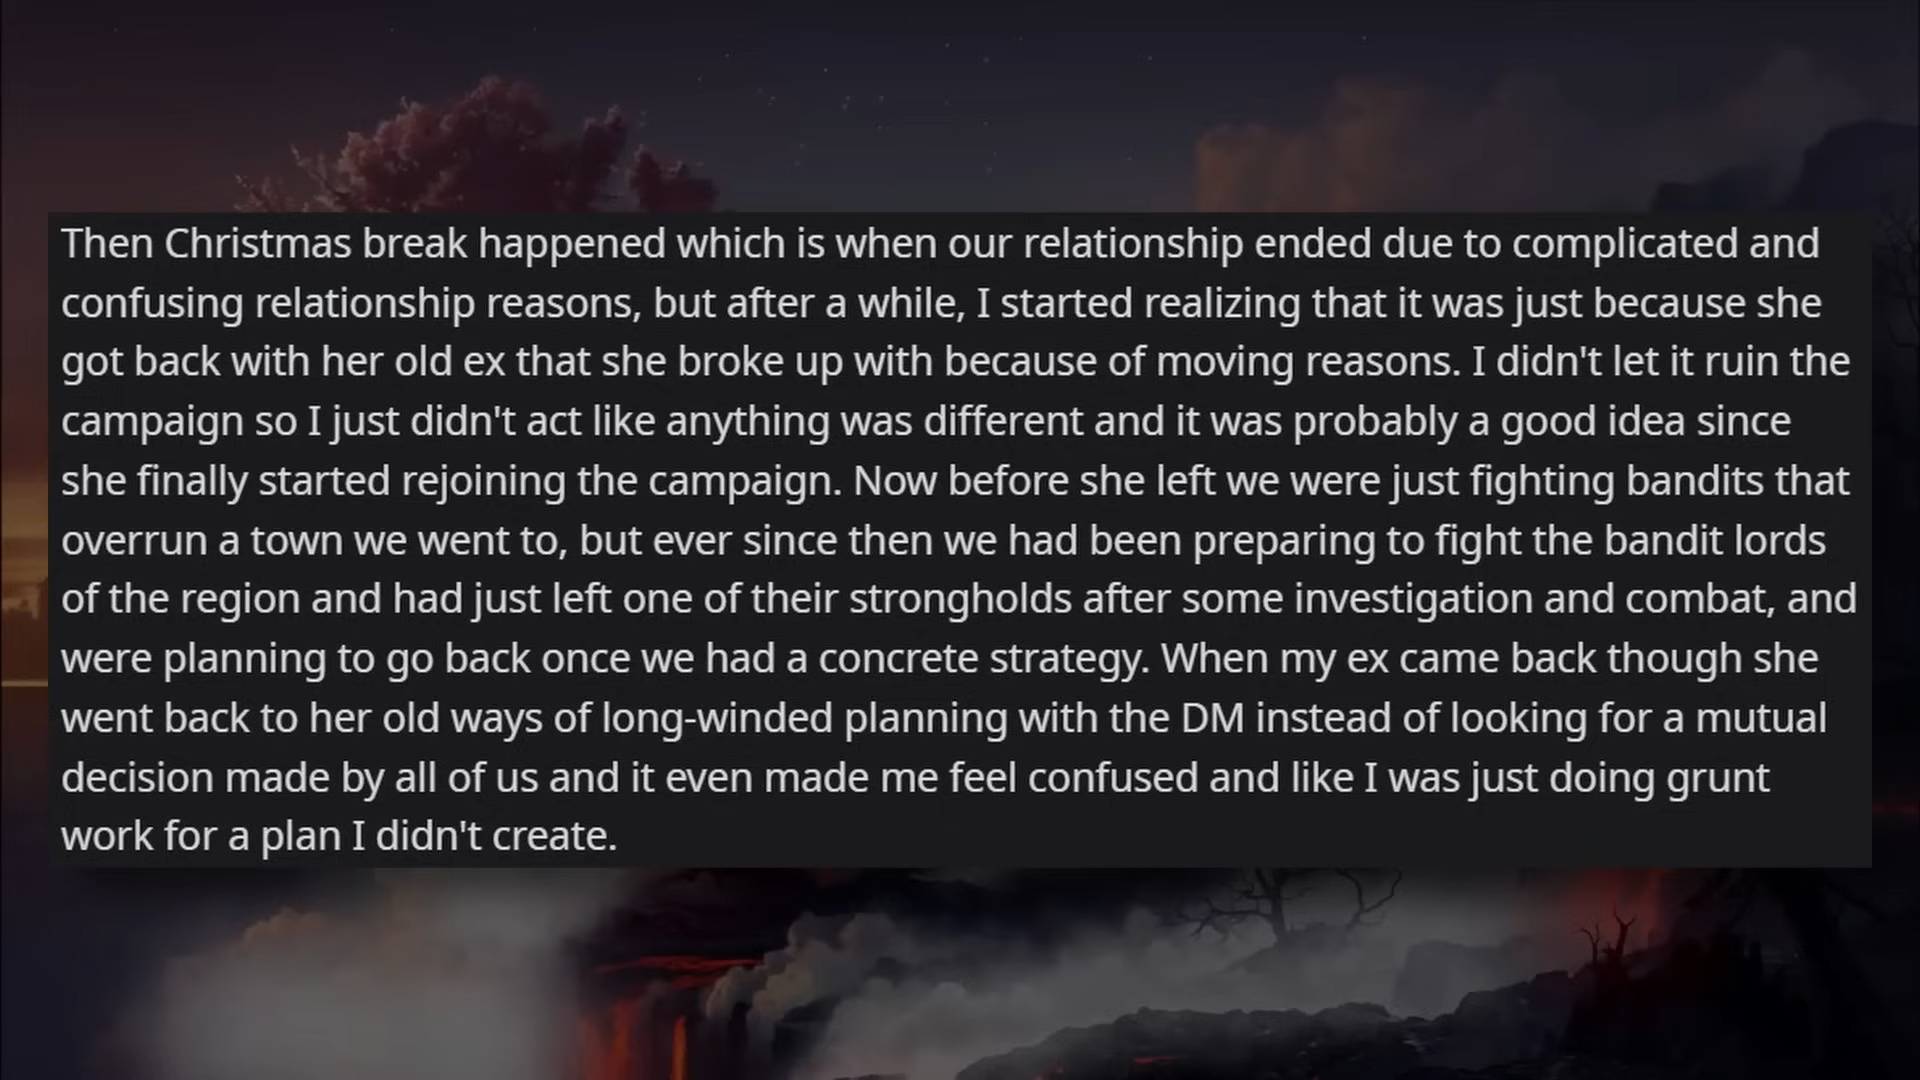 Then Christmas break happened which is when our relationship ended due to complicated and
confusing relationship reasons, but after a while, I started realizing that it was just because she
got back with her old ex that she broke up with because of moving reasons. I didn't let it ruin the
campaign so I just didn't act like anything was different and it was probably a good idea since
she finally started rejoining the campaign. Now before she left we were just fighting bandits that
overrun a town we went to, but ever since then we had been preparing to fight the bandit lords
of the region and had just left one of their strongholds after some investigation and combat, and
were planning to go back once we had a concrete strategy. When my ex came back though she
went back to her old ways of long-winded planning with the DM instead of looking for a mutual
decision made by all of us and it even made me feel confused and like I was just doing grunt
work for a plan I didn't create.